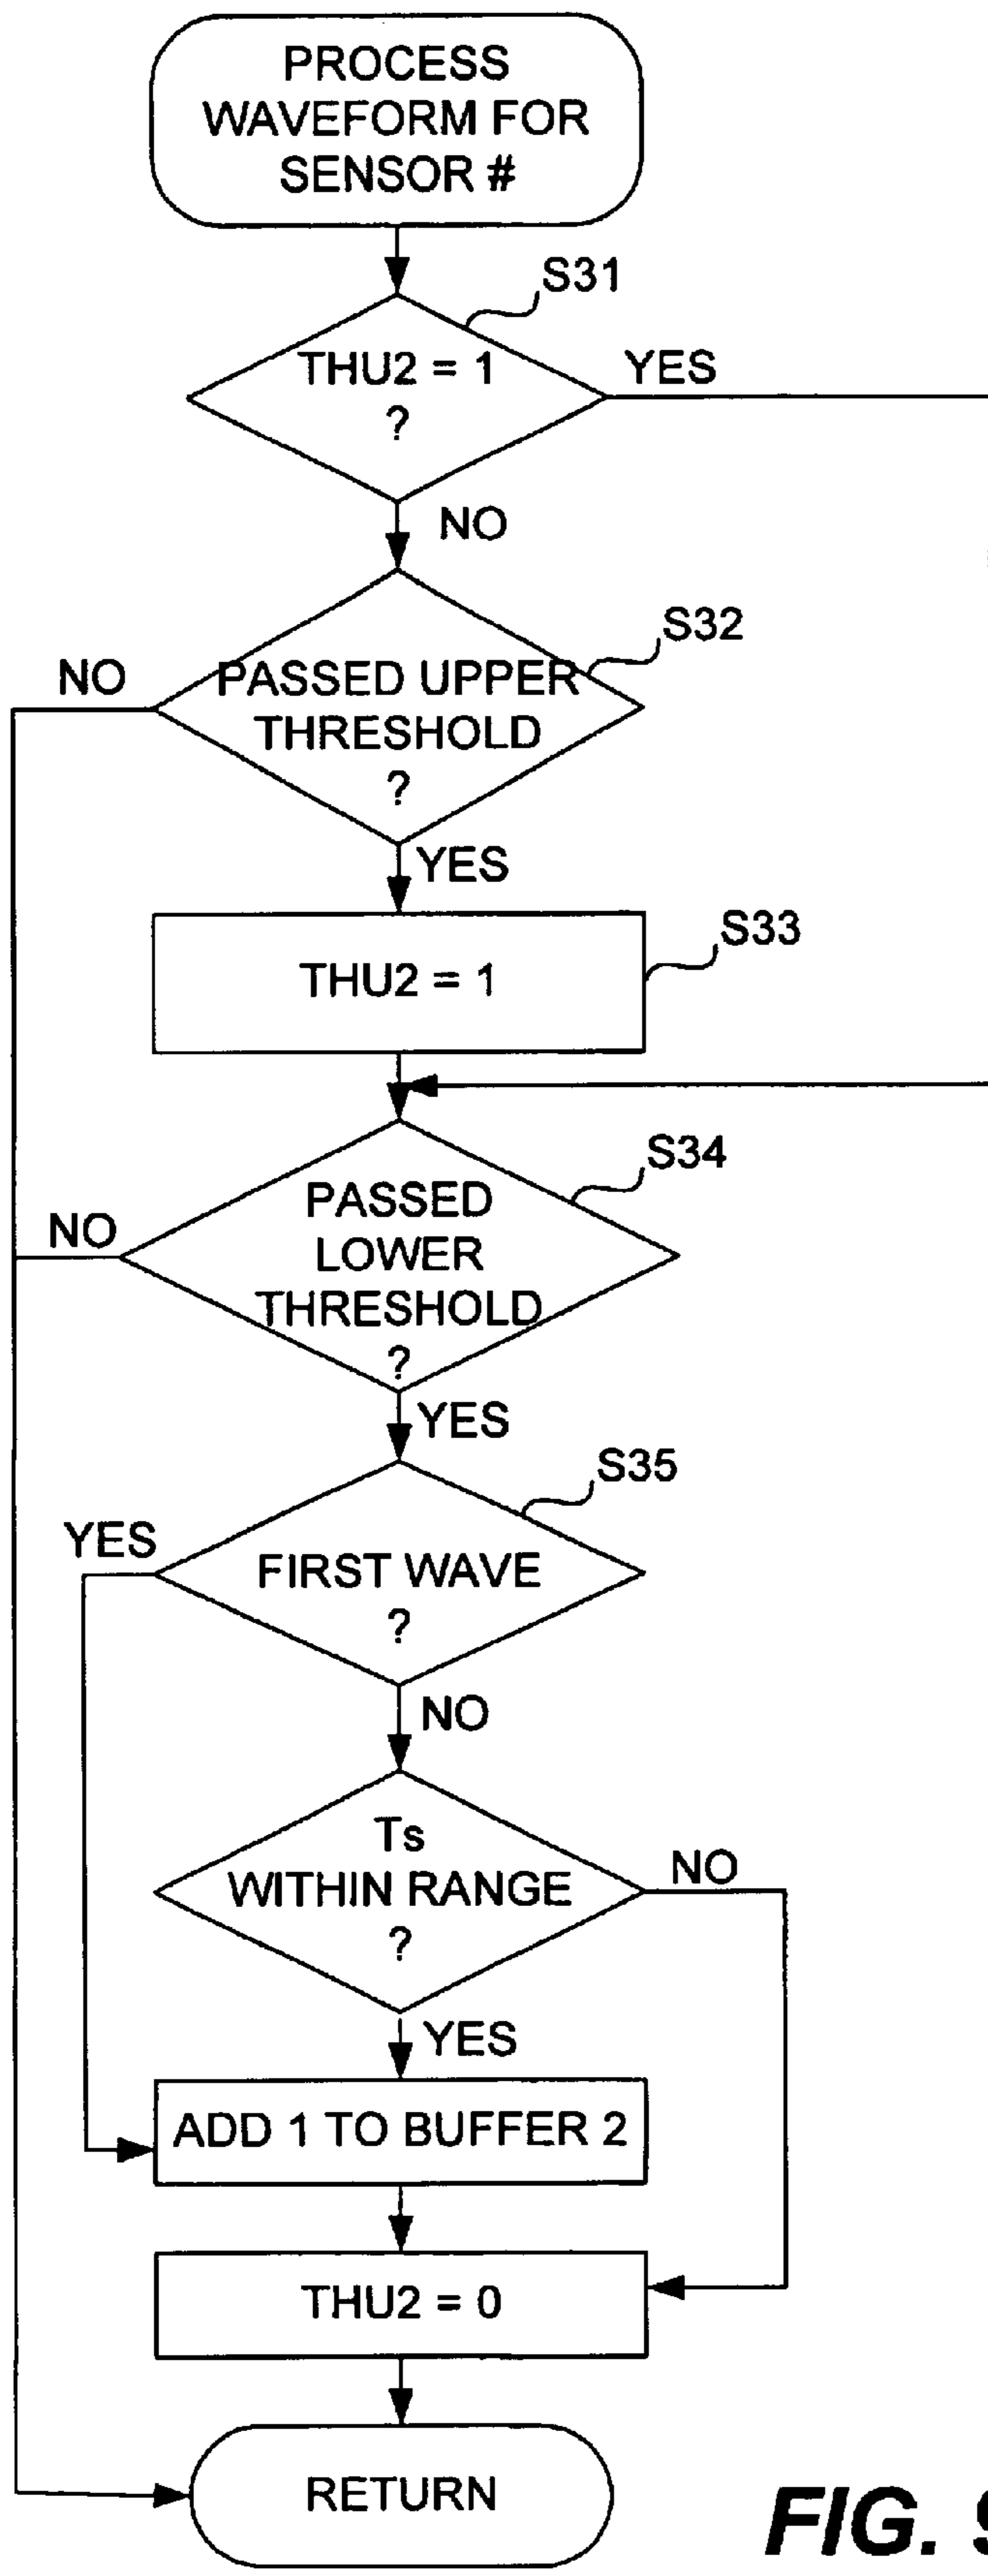 PROCESS
WAVEFORM FOR
SENSOR #
S31
THU2 = 1
?
YES
NO
S32
NO
PASSED UPPER
THRESHOLD
?
YES
S33
THU2 = 1
S34
PASSED
LOWER
THRESHOLD
?
NO
YES
S35
YES
FIRST WAVE
?
NO
Ts
WITHIN RANGE
?
NO
YES
ADD 1 TO BUFFER 2
THU2 = 0
RETURN
FIG.